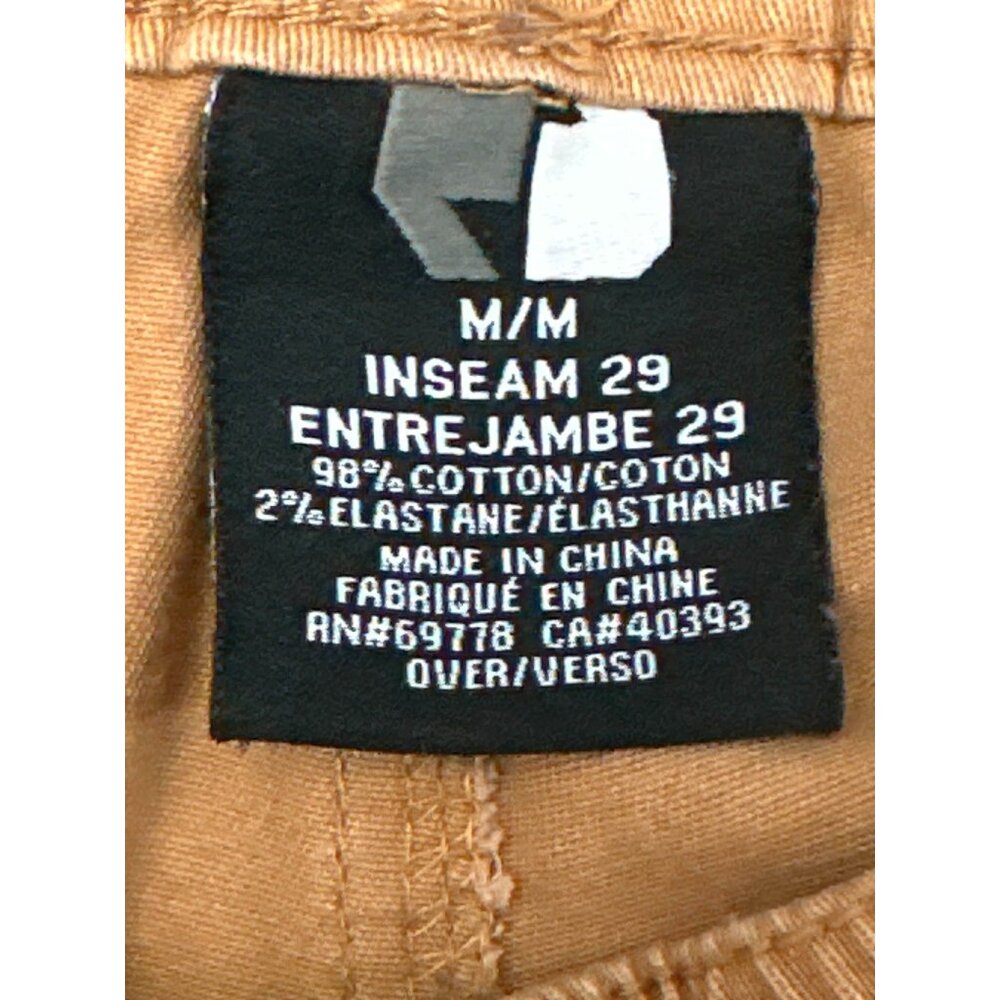 M/M
INSEAM 29
ENTREJAMBE 29
98% COTTON/COTON
2% ELASTANE/ÉLASTHANNE
MADE IN CHINA
FABRIQUÉ EN CHINE
RN#69778 CA#40393
OVER/VERSO